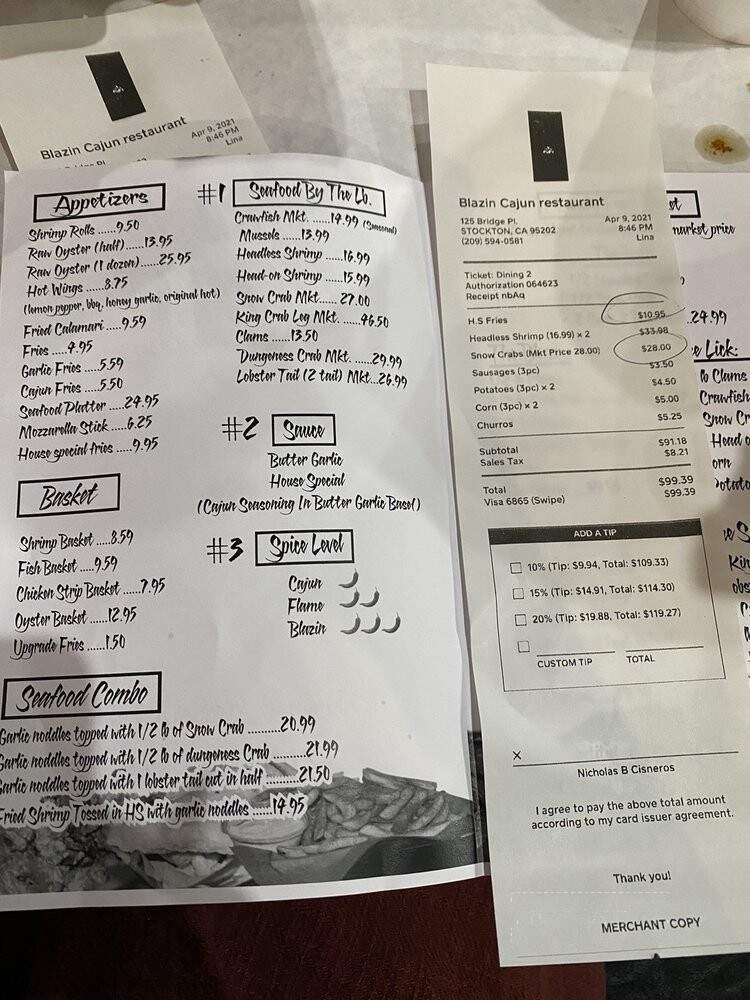 Blazin Cajun restaurant
Apr 9, 2021
8:46 PM
Lina
Appetizers
Shrimp Rolls .....9.50
Raw Oyster (half).....13.95
Raw Oyster (1 dozen).....25.95
Hot Wings ......8.75
(lemon pepper, bbq, honey garlic, original hot)
Fried Calamari ....9.59
Fries ....4.95
Garlic Fries ....5.59
Cajun Fries ....5.50
Seafood Platter ....24.95
Mozzarella Stick ....6.25
House special fries ....9.95
Basket
Shrimp Basket ....8.59
Fish Basket ....9.59
Chicken Strip Basket .....7.95
Oyster Basket .....12.95
Upgrade Fries .....1.50
Seafood Combo
Garlic noddles topped with 1/2 lb of Snow Crab ..........20.99
Garlic noddles topped with 1/2 lb of dungeness Crab ..........21.99
Garlic noddles topped with 1 lobster tail cut in half ..........21.50
Fried Shrimp Tossed in HS with garlic noddles ......14.95
#1 Seafood By The Lb.
Crawfish Mkt. ......14.99 (Seasonal)
Mussels .....13.99
Headless Shrimp .....16.99
Head-on Shrimp .....15.99
Snow Crab Mkt..... 27.00
King Crab Leg Mkt. .....46.50
Clams .....13.50
Dungeness Crab Mkt. .....29.99
Lobster Tail (2 tail) Mkt...26.99
#2 Sauce
Butter Garlic
House Special
(Cajun Seasoning In Butter Garlic Base!)
#3 Spice Level
Cajun
Flame
Blazin
Blazin Cajun restaurant
125 Bridge Pl.
STOCKTON, CA 95202
(209) 594-0581
Apr 9, 2021
8:46 PM
Lina
Ticket: Dining 2
Authorization 064623
Receipt nbAq
H.S Fries $10.95
Headless Shrimp (16.99) × 2 $33.98
Snow Crabs (Mkt Price 28.00) $28.00
Sausages (3pc) $3.50
Potatoes (3pc) × 2 $4.50
Corn (3pc) × 2 $5.00
Churros $5.25
Subtotal $91.18
Sales Tax $8.21
Total $99.39
Visa 6865 (Swipe) $99.39
ADD A TIP
10% (Tip: $9.94, Total: $109.33)
15% (Tip: $14.91, Total: $114.30)
20% (Tip: $19.88, Total: $119.27)
CUSTOM TIP TOTAL
X
Nicholas B Cisneros
I agree to pay the above total amount
according to my card issuer agreement.
Thank you!
MERCHANT COPY
market price
..24.99
Lick:
lb Clams
Crawfish
Snow Cr
Head o
orn
otato